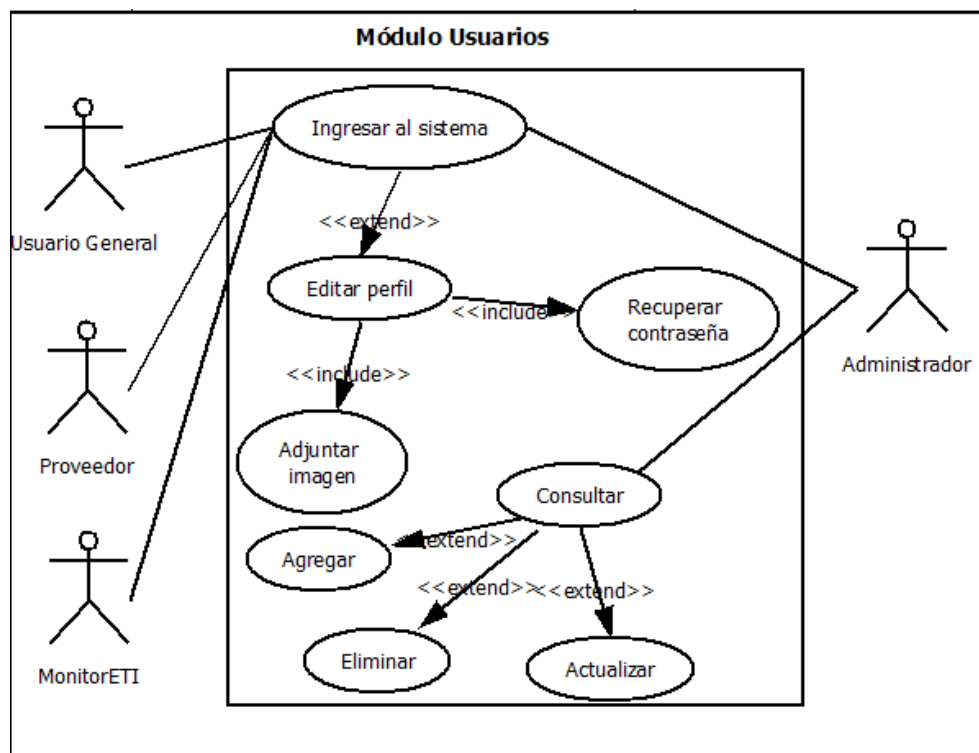 Módulo Usuarios
Ingresar al sistema
Usuario General
<<extend>>
Editar perfil
<<include>>
Recuperar
contraseña
Administrador
<<include>>
Proveedor
Adjuntar
imagen
Consultar
Agregar
<<extend>>
<<extend>>
<<extend>>
Eliminar
Actualizar
MonitorETI